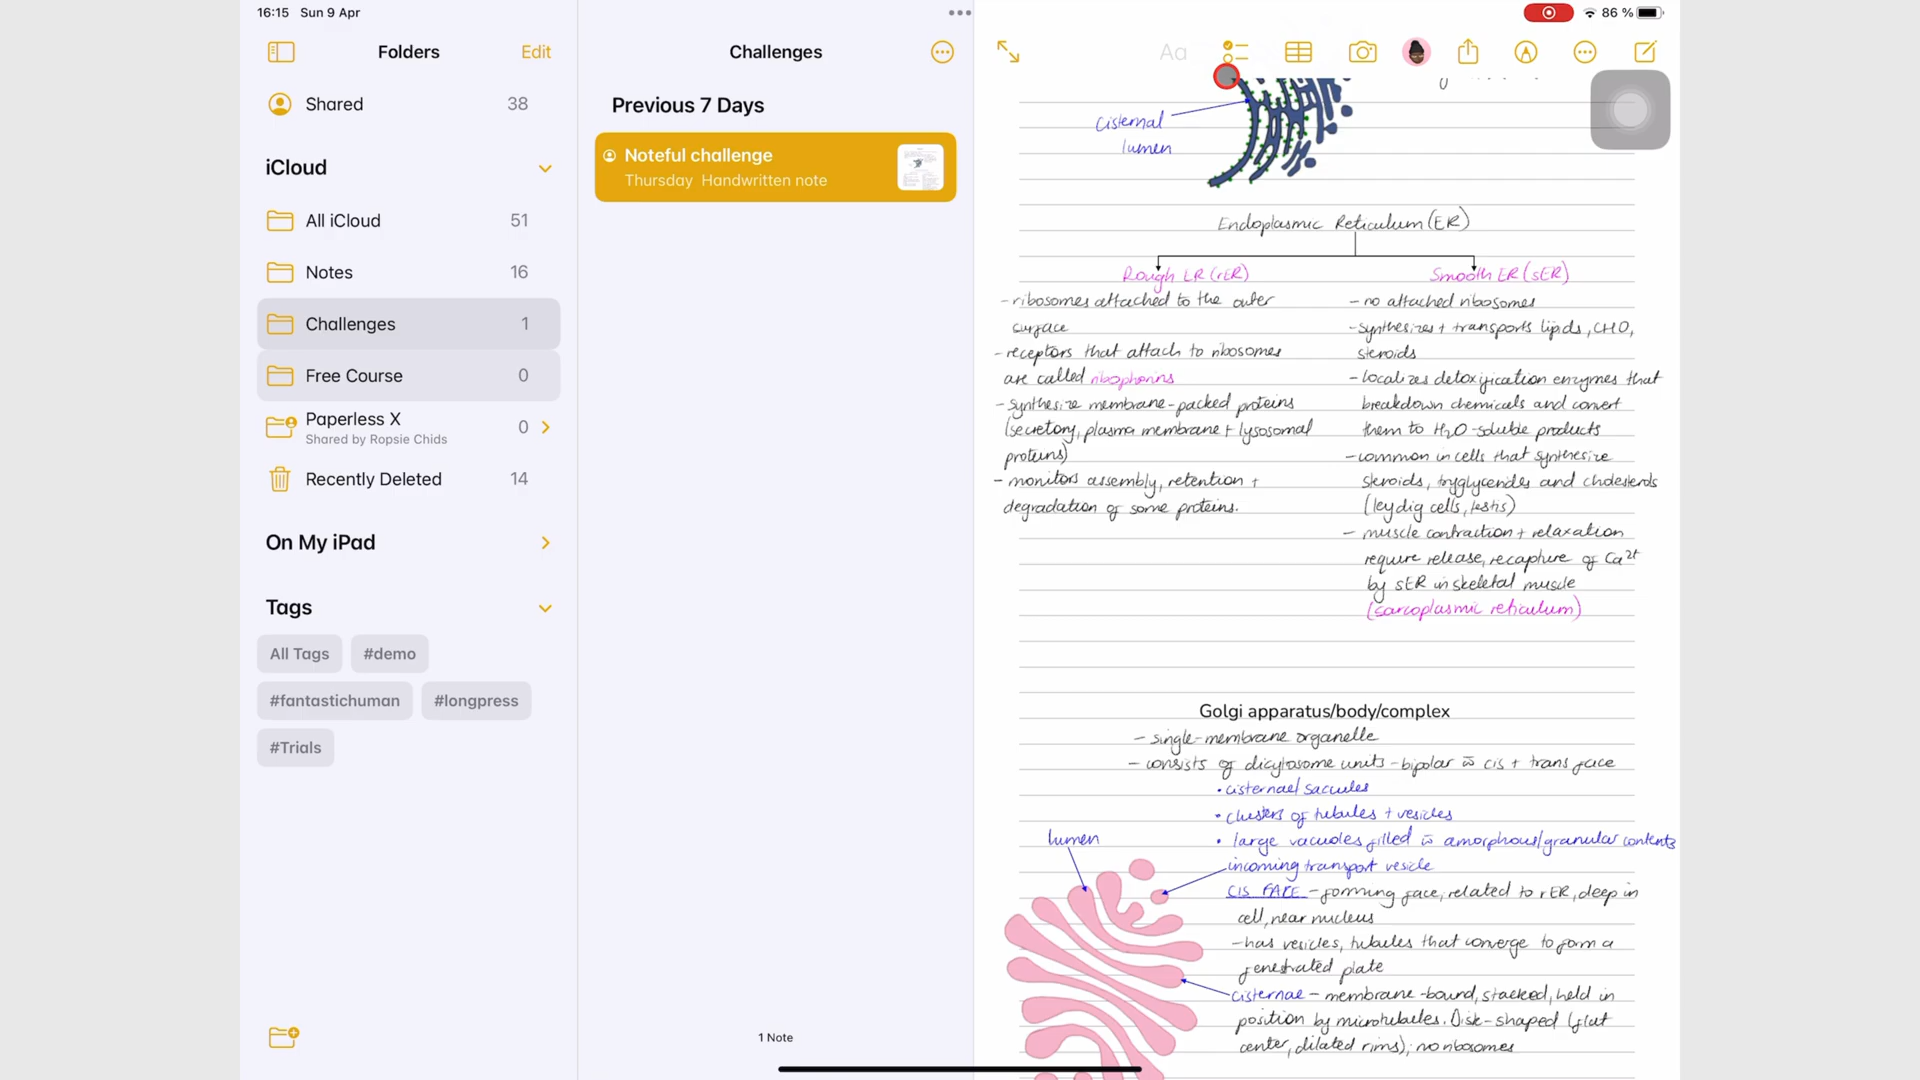 16:15 Sun 9 Apr
86 %
Folders
Edit
Shared 38
iCloud
All iCloud 51
Notes 16
Challenges 1
Free Course 0
Paperless X 0
Shared by Ropsie Chids
Recently Deleted 14
On My iPad
Tags
All Tags #demo
#fantastichuman #longpress
#Trials
Challenges
Previous 7 Days
Noteful challenge
Thursday Handwritten note
1 Note
Aa
Cisternal
lumen
Endoplasmic Reticulum (ER)
Rough ER (rER)
- ribosomes attached to the outer
surface
- receptors that attach to ribosomes
are called ribophorins
- synthesize membrane-packed proteins
(secretory, plasma membrane + lysosomal
proteins)
- monitors assembly, retention +
degradation of some proteins.
Smooth ER (sER)
- no attached ribosomes
- synthesizes + transports lipids, CHO,
steroids
- localizes detoxification enzymes that
breakdown chemicals and convert
them to H₂O-soluble products
- common in cells that synthesize
steroids, tryglycerides and cholesterols
(leydig cells, testis)
- muscle contraction + relaxation
require release, recapture of Ca²⁺
by sER in skeletal muscle
(sarcoplasmic reticulum)
Golgi apparatus/body/complex
- single-membrane organelle
- consists of dicytosome units - bipolar w̄ cis + trans face
• cisternael saccules
• clusters of tubules + vesicles
• large vacuoles filled w̄ amorphous/granular contents
lumen
incoming transport vesicle
CIS FACE - forming face, related to rER, deep in
cell, near nucleus
- has vesicles, tubules that converge to form a
fenestrated plate
cisternae - membrane-bound, stacked, held in
position by microtubules. Disk-shaped (flat
center, dilated rims); no ribosomes